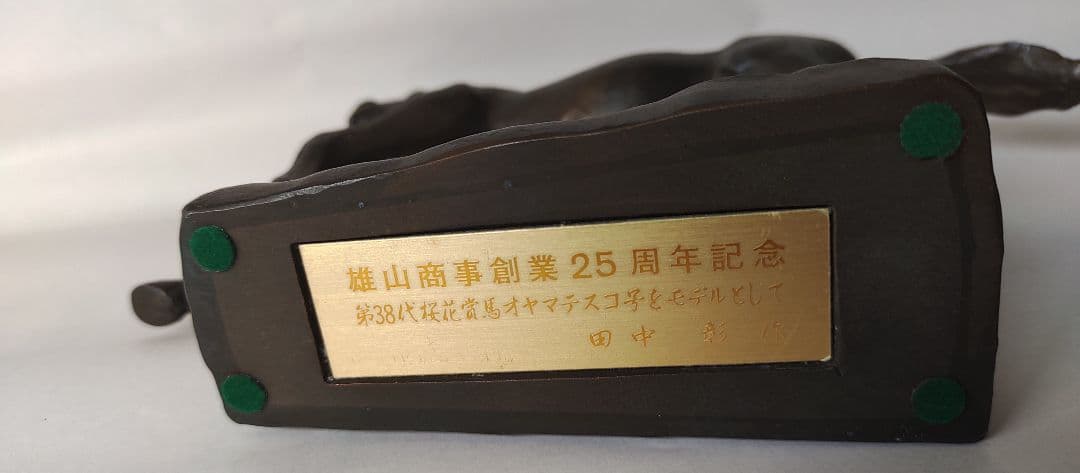 雄山商事創業25周年記念
第38代桜花賞馬オヤマテスコ号をモデルとして
田中 彰 作